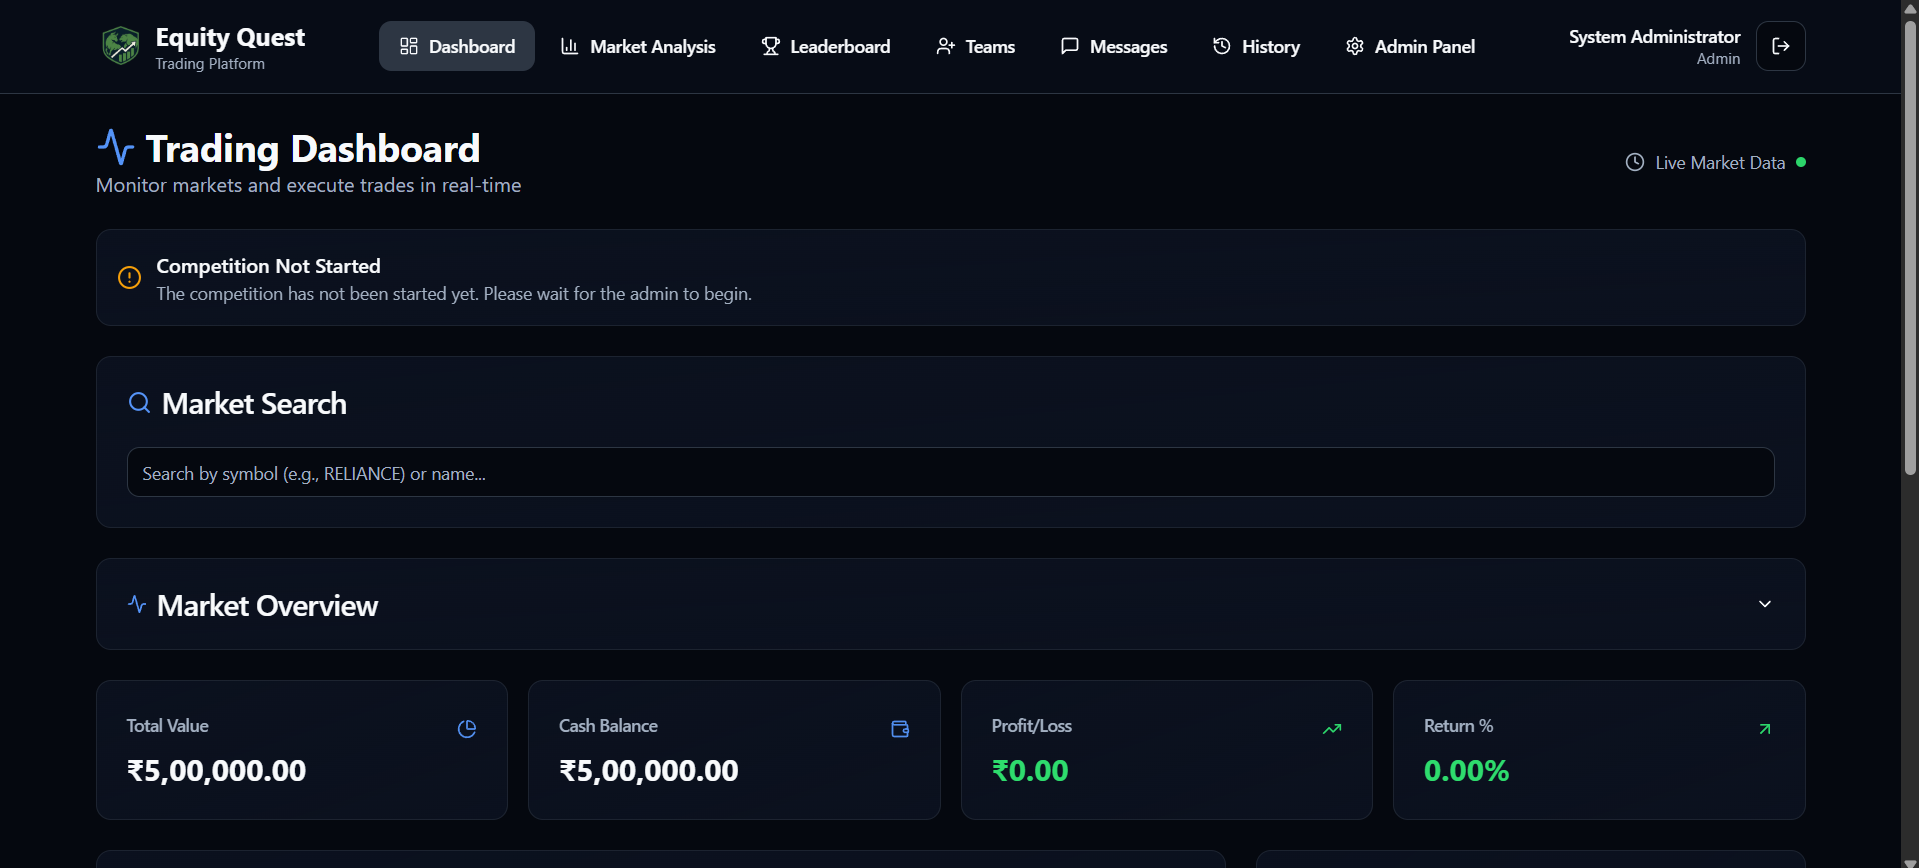 Equity Quest
Trading Platform
Dashboard
Market Analysis
Leaderboard
Teams
Messages
History
Admin Panel
System Administrator
Admin
Trading Dashboard
Monitor markets and execute trades in real-time
Live Market Data
Competition Not Started
The competition has not been started yet. Please wait for the admin to begin.
Market Search
Search by symbol (e.g., RELIANCE) or name...
Market Overview
Total Value
₹5,00,000.00
Cash Balance
₹5,00,000.00
Profit/Loss
₹0.00
Return %
0.00%